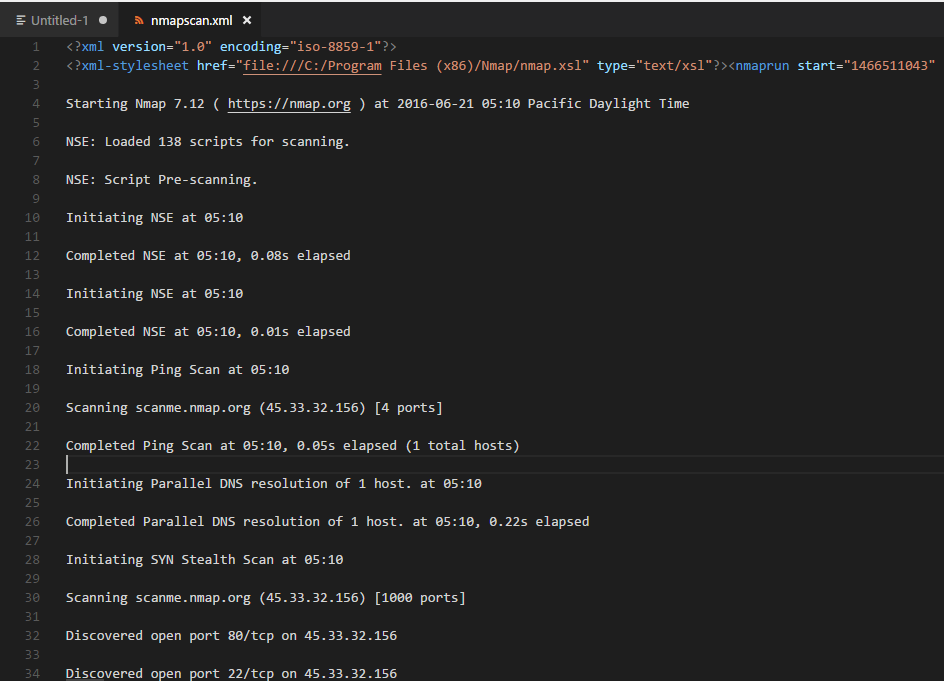 Untitled-1
nmapscan.xml
1 <?xml version="1.0" encoding="iso-8859-1"?>
2 <?xml-stylesheet href="file:///C:/Program Files (x86)/Nmap/nmap.xsl" type="text/xsl"?><nmaprun start="1466511043"
3
4 Starting Nmap 7.12 ( https://nmap.org ) at 2016-06-21 05:10 Pacific Daylight Time
5
6 NSE: Loaded 138 scripts for scanning.
7
8 NSE: Script Pre-scanning.
9
10 Initiating NSE at 05:10
11
12 Completed NSE at 05:10, 0.08s elapsed
13
14 Initiating NSE at 05:10
15
16 Completed NSE at 05:10, 0.01s elapsed
17
18 Initiating Ping Scan at 05:10
19
20 Scanning scanme.nmap.org (45.33.32.156) [4 ports]
21
22 Completed Ping Scan at 05:10, 0.05s elapsed (1 total hosts)
23
24 Initiating Parallel DNS resolution of 1 host. at 05:10
25
26 Completed Parallel DNS resolution of 1 host. at 05:10, 0.22s elapsed
27
28 Initiating SYN Stealth Scan at 05:10
29
30 Scanning scanme.nmap.org (45.33.32.156) [1000 ports]
31
32 Discovered open port 80/tcp on 45.33.32.156
33
34 Discovered open port 22/tcp on 45.33.32.156